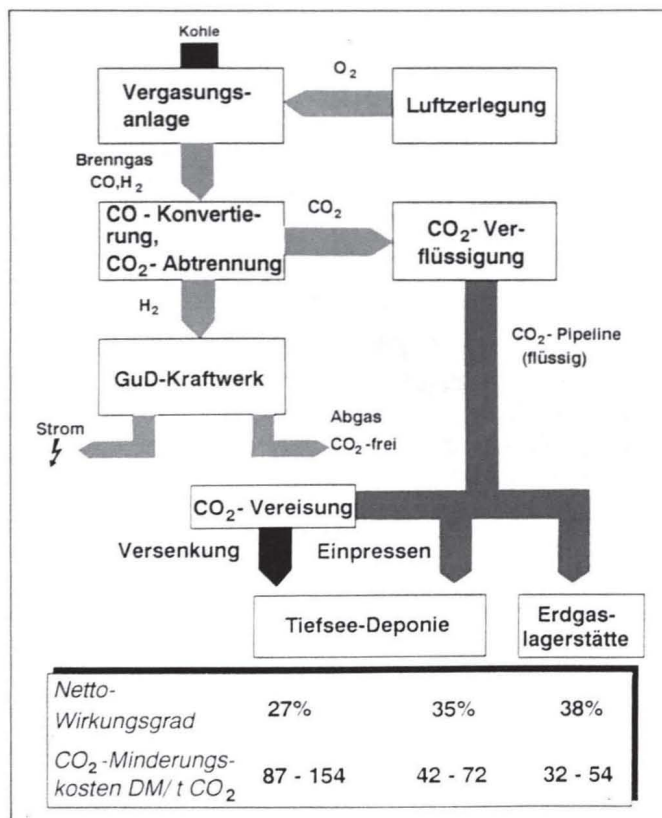 Kohle
O₂
Vergasungs-
anlage
Luftzerlegung
Brenngas
CO,H₂
CO - Konvertie-
rung,
CO₂- Abtrennung
CO₂
CO₂- Ver-
flüssigung
H₂
CO₂- Pipeline
(flüssig)
GuD-Kraftwerk
Strom
Abgas
CO₂-frei
CO₂- Vereisung
Versenkung
Einpressen
Tiefsee-Deponie
Erdgas-
lagerstätte
Netto-
Wirkungsgrad 27% 35% 38%
CO₂-Minderungs-
kosten DM/ t CO₂ 87 - 154 42 - 72 32 - 54